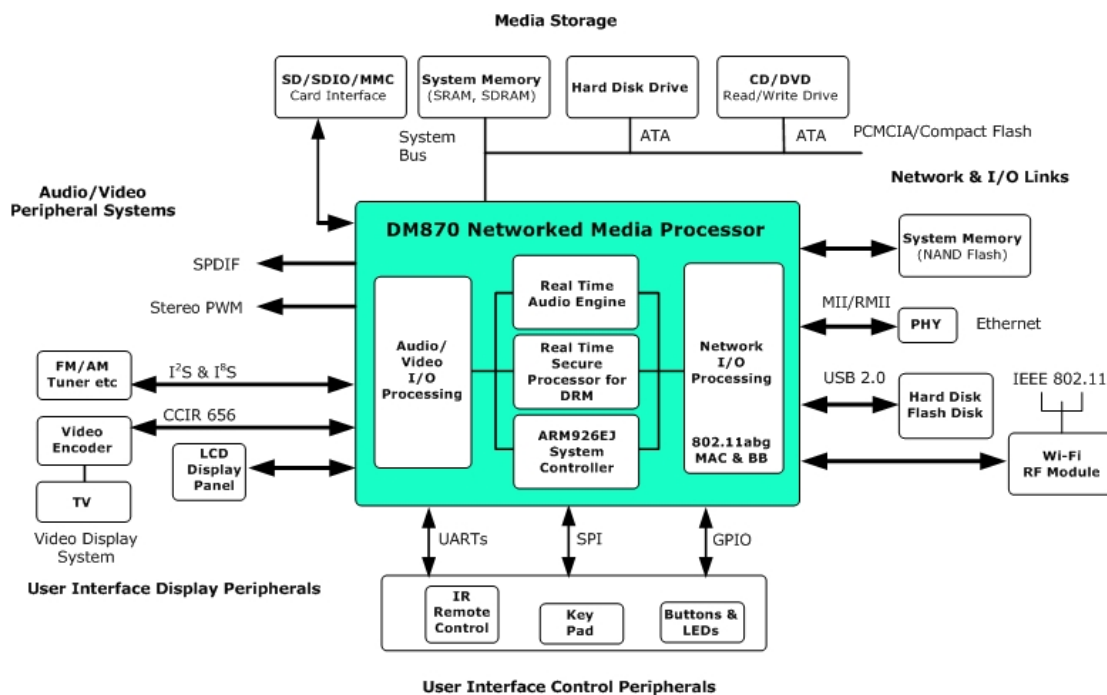 Media Storage
SD/SDIO/MMC
Card Interface
System Memory
(SRAM, SDRAM)
Hard Disk Drive
CD/DVD
Read/Write Drive
System
Bus
ATA
ATA
PCMCIA/Compact Flash
Audio/Video
Peripheral Systems
Network & I/O Links
DM870 Networked Media Processor
SPDIF
Stereo PWM
FM/AM
Tuner etc
I²S & I⁸S
CCIR 656
Video
Encoder
LCD
Display
Panel
TV
Video Display
System
User Interface Display Peripherals
Audio/
Video
I/O
Processing
Real Time
Audio Engine
Real Time
Secure
Processor for
DRM
ARM926EJ
System
Controller
Network
I/O
Processing
802.11abg
MAC & BB
System Memory
(NAND Flash)
MII/RMII
PHY
Ethernet
USB 2.0
Hard Disk
Flash Disk
IEEE 802.11
Wi-Fi
RF Module
UARTs
SPI
GPIO
IR
Remote
Control
Key
Pad
Buttons &
LEDs
User Interface Control Peripherals